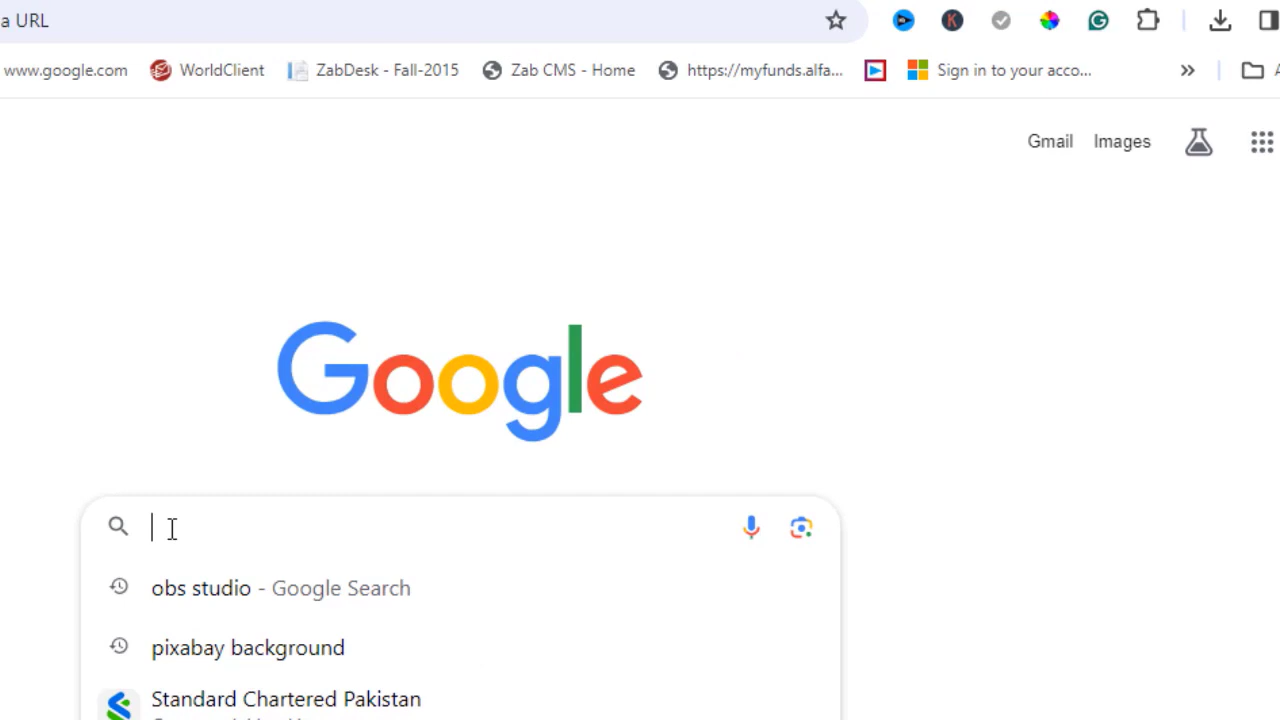 a URL
www.google.com WorldClient ZabDesk - Fall-2015 Zab CMS - Home https://myfunds.alfa... Sign in to your acco... »
Gmail Images
Google
obs studio - Google Search
pixabay background
Standard Chartered Pakistan